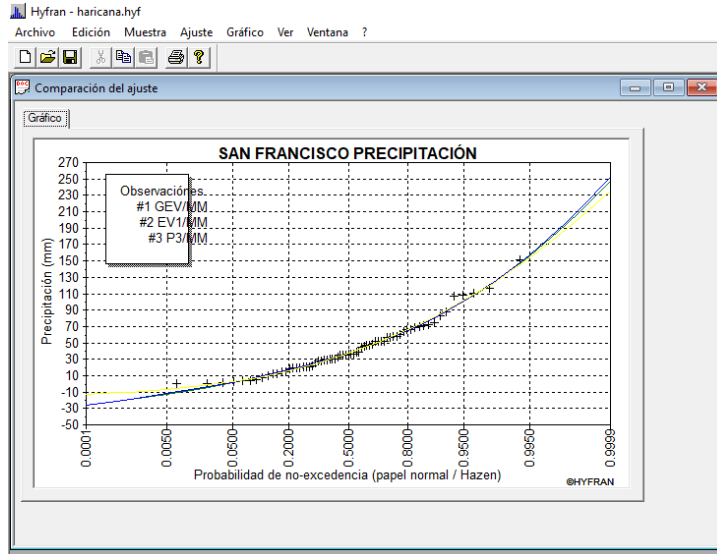 Hyfran - haricana.hyf
Archivo Edición Muestra Ajuste Gráfico Ver Ventana ?
Comparación del ajuste
Gráfico
SAN FRANCISCO PRECIPITACIÓN
Observaciónes
#1 GEV/MM
#2 EV1/MM
#3 P3/MM
Precipitación (mm)
270
250
230
210
190
170
150
130
110
90
70
50
30
10
-10
-30
-50
0.0001
0.0050
0.0500
0.2000
0.5000
0.8000
0.9500
0.9950
0.9999
Probabilidad de no-excedencia (papel normal / Hazen)
©HYFRAN